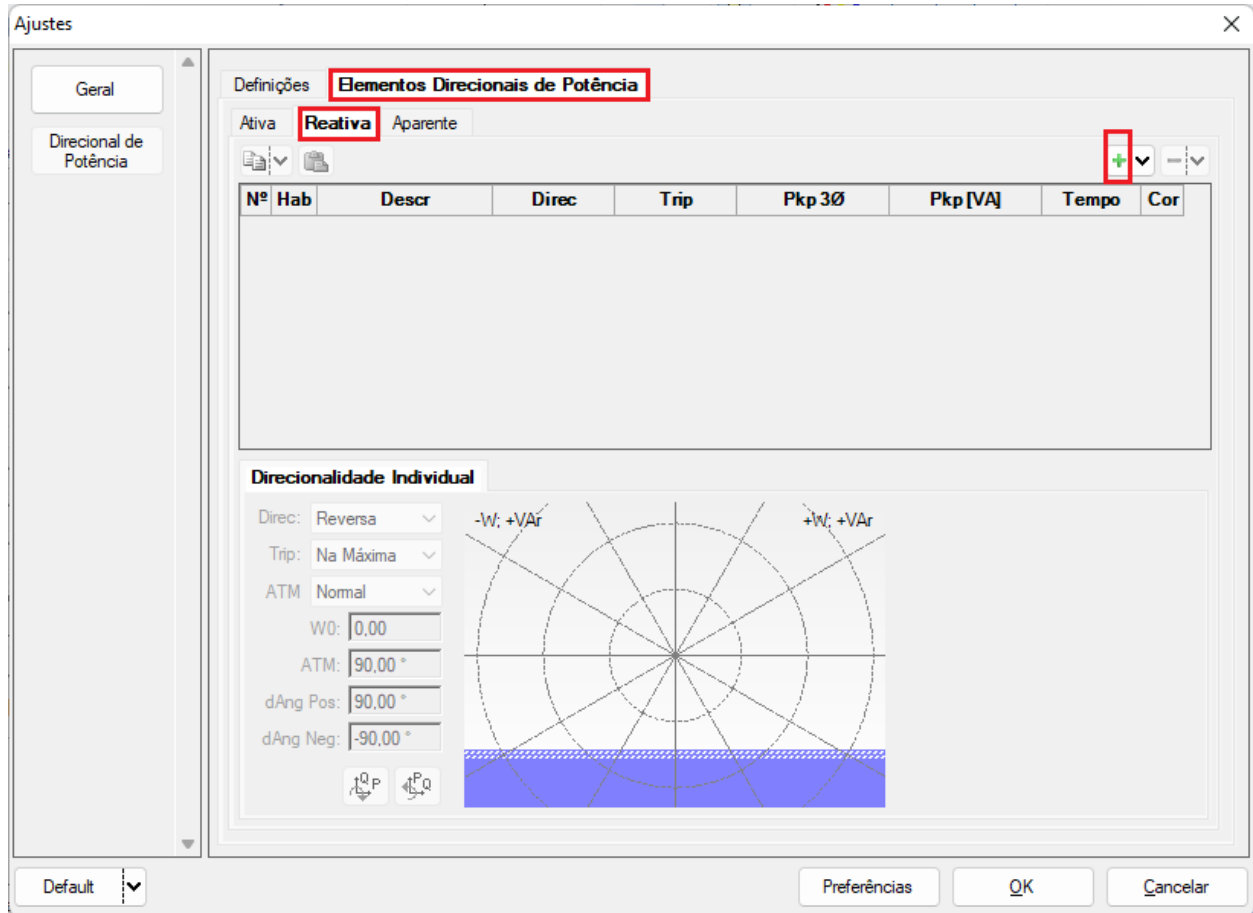 Ajustes
Geral
Direcional de
Potência
Definições Elementos Direcionais de Potência
Ativa Reativa Aparente
Nº Hab Descr Direc Trip Pkp 3Ø Pkp [VA] Tempo Cor
Direcionalidade Individual
Direc: Reversa
Trip: Na Máxima
ATM Normal
W0: 0,00
ATM: 90,00 °
dAng Pos: 90,00 °
dAng Neg: -90,00 °
Q P
P Q
-W; +VAr +W; +VAr
Default
Preferências OK Cancelar